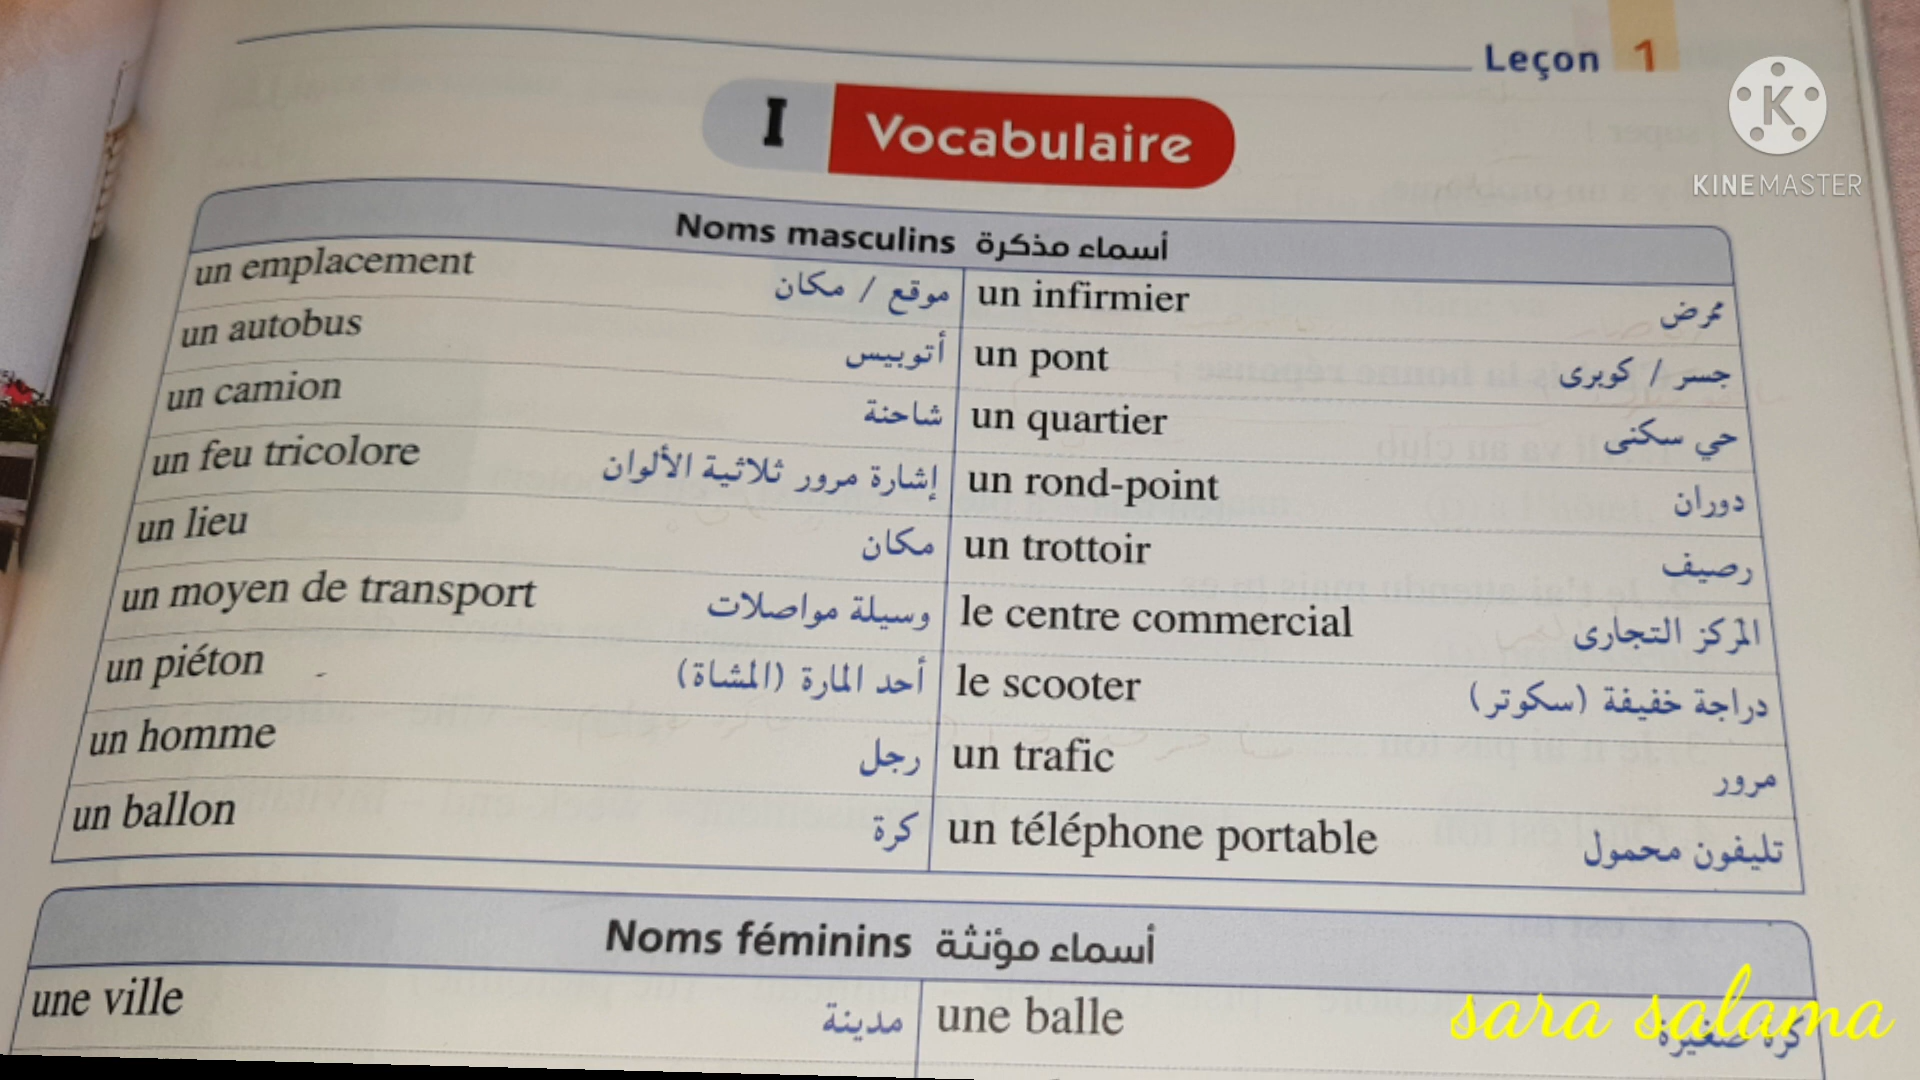 Leçon 1
I Vocabulaire
KINEMASTER
Noms masculins أسماء مذكرة
un emplacement موقع / مكان un infirmier ممرض
un autobus أتوبيس un pont جسر / كوبرى
un camion شاحنة un quartier حي سكنى
un feu tricolore إشارة مرور ثلاثية الألوان un rond-point دوران
un lieu مكان un trottoir رصيف
un moyen de transport وسيلة مواصلات le centre commercial المركز التجارى
un piéton أحد المارة (المشاة) le scooter دراجة خفيفة (سكوتر)
un homme رجل un trafic مرور
un ballon كرة un téléphone portable تليفون محمول
Noms féminins أسماء مؤنثة
une ville مدينة une balle كرة صغيرة
sara salama